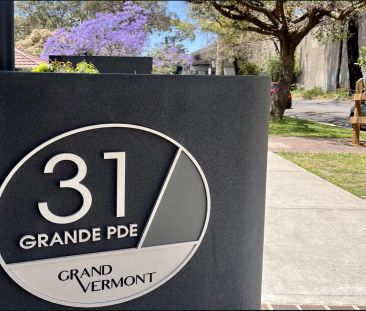 31
GRANDE PDE
GRAND
VERMONT